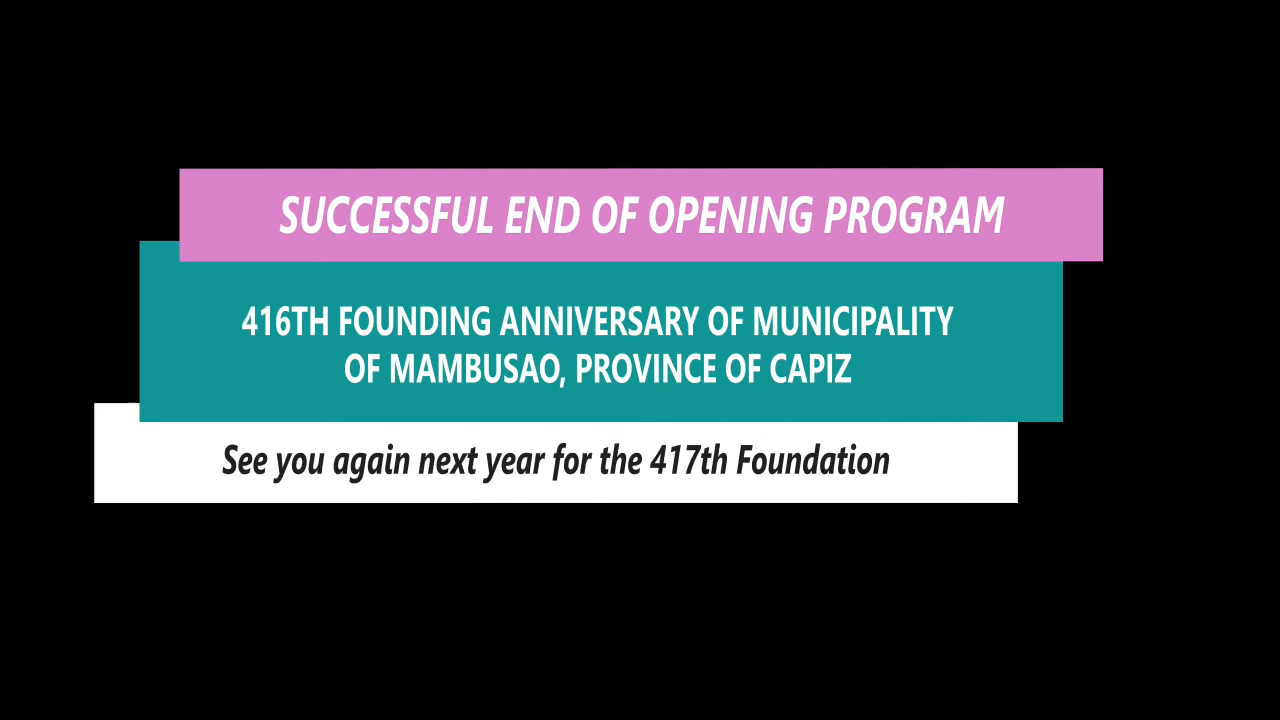 SUCCESSFUL END OF OPENING PROGRAM
416TH FOUNDING ANNIVERSARY OF MUNICIPALITY
OF MAMBUSAO, PROVINCE OF CAPIZ
See you again next year for the 417th Foundation